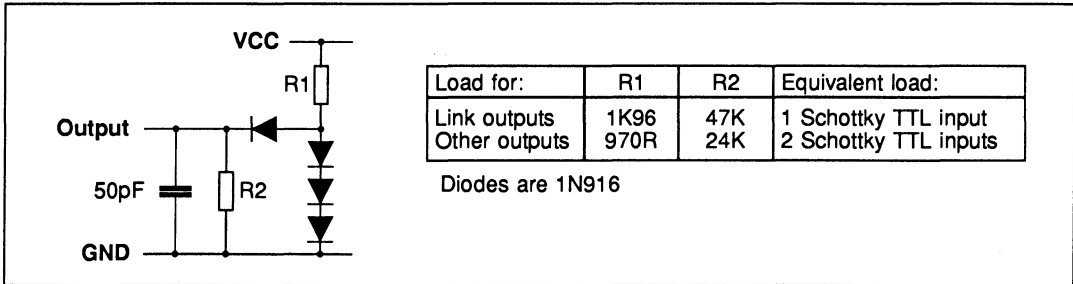 VCC
R1
Output
50pF
R2
GND
Load for: R1 R2 Equivalent load:
Link outputs 1K96 47K 1 Schottky TTL input
Other outputs 970R 24K 2 Schottky TTL inputs
Diodes are 1N916